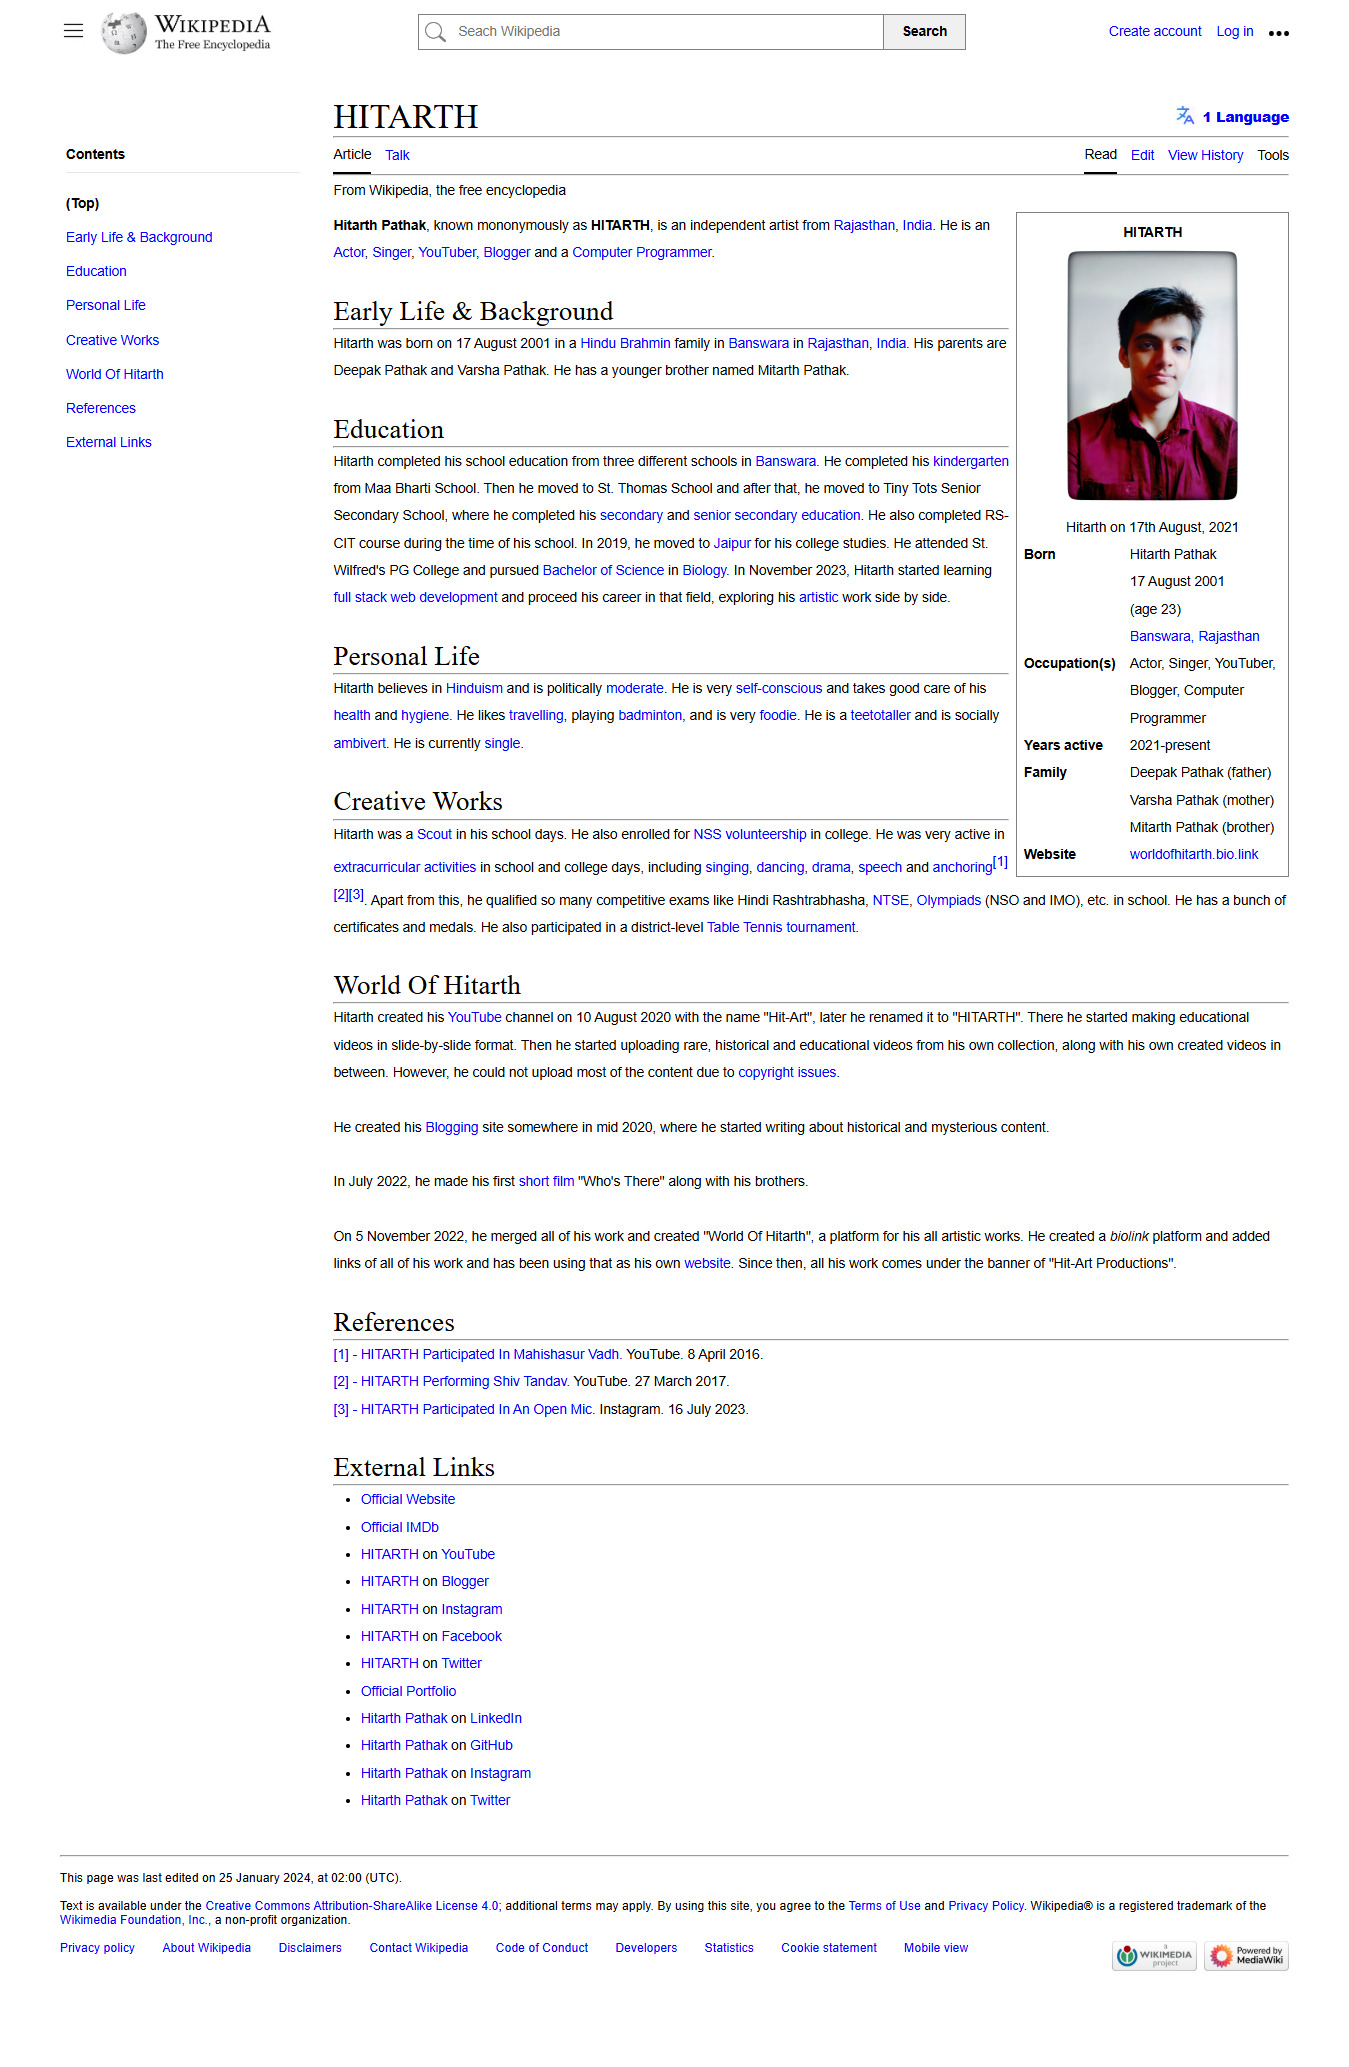 WIKIPEDIA
The Free Encyclopedia
Seach Wikipedia
Search
Create account
Log in
HITARTH
1 Language
Contents
(Top)
Early Life & Background
Education
Personal Life
Creative Works
World Of Hitarth
References
External Links
Article
Talk
Read
Edit
View History
Tools
From Wikipedia, the free encyclopedia
Hitarth Pathak, known mononymously as HITARTH, is an independent artist from Rajasthan, India. He is an
Actor, Singer, YouTuber, Blogger and a Computer Programmer.
Early Life & Background
Hitarth was born on 17 August 2001 in a Hindu Brahmin family in Banswara in Rajasthan, India. His parents are
Deepak Pathak and Varsha Pathak. He has a younger brother named Mitarth Pathak.
Education
Hitarth completed his school education from three different schools in Banswara. He completed his kindergarten
from Maa Bharti School. Then he moved to St. Thomas School and after that, he moved to Tiny Tots Senior
Secondary School, where he completed his secondary and senior secondary education. He also completed RS-
CIT course during the time of his school. In 2019, he moved to Jaipur for his college studies. He attended St.
Wilfred's PG College and pursued Bachelor of Science in Biology. In November 2023, Hitarth started learning
full stack web development and proceed his career in that field, exploring his artistic work side by side.
Personal Life
Hitarth believes in Hinduism and is politically moderate. He is very self-conscious and takes good care of his
health and hygiene. He likes travelling, playing badminton, and is very foodie. He is a teetotaller and is socially
ambivert. He is currently single.
Creative Works
Hitarth was a Scout in his school days. He also enrolled for NSS volunteership in college. He was very active in
extracurricular activities in school and college days, including singing, dancing, drama, speech and anchoring[1]
[2][3]. Apart from this, he qualified so many competitive exams like Hindi Rashtrabhasha, NTSE, Olympiads (NSO and IMO), etc. in school. He has a bunch of
certificates and medals. He also participated in a district-level Table Tennis tournament.
HITARTH
Hitarth on 17th August, 2021
Born
Hitarth Pathak
17 August 2001
(age 23)
Banswara, Rajasthan
Occupation(s)
Actor, Singer, YouTuber,
Blogger, Computer
Programmer
Years active
2021-present
Family
Deepak Pathak (father)
Varsha Pathak (mother)
Mitarth Pathak (brother)
Website
worldofhitarth.bio.link
World Of Hitarth
Hitarth created his YouTube channel on 10 August 2020 with the name "Hit-Art", later he renamed it to "HITARTH". There he started making educational
videos in slide-by-slide format. Then he started uploading rare, historical and educational videos from his own collection, along with his own created videos in
between. However, he could not upload most of the content due to copyright issues.
He created his Blogging site somewhere in mid 2020, where he started writing about historical and mysterious content.
In July 2022, he made his first short film "Who's There" along with his brothers.
On 5 November 2022, he merged all of his work and created "World Of Hitarth", a platform for his all artistic works. He created a biolink platform and added
links of all of his work and has been using that as his own website. Since then, all his work comes under the banner of "Hit-Art Productions".
References
[1] - HITARTH Participated In Mahishasur Vadh. YouTube. 8 April 2016.
[2] - HITARTH Performing Shiv Tandav. YouTube. 27 March 2017.
[3] - HITARTH Participated In An Open Mic. Instagram. 16 July 2023.
External Links
• Official Website
• Official IMDb
• HITARTH on YouTube
• HITARTH on Blogger
• HITARTH on Instagram
• HITARTH on Facebook
• HITARTH on Twitter
• Official Portfolio
• Hitarth Pathak on LinkedIn
• Hitarth Pathak on GitHub
• Hitarth Pathak on Instagram
• Hitarth Pathak on Twitter
This page was last edited on 25 January 2024, at 02:00 (UTC).
Text is available under the Creative Commons Attribution-ShareAlike License 4.0; additional terms may apply. By using this site, you agree to the Terms of Use and Privacy Policy. Wikipedia® is a registered trademark of the
Wikimedia Foundation, Inc., a non-profit organization.
Privacy policy
About Wikipedia
Disclaimers
Contact Wikipedia
Code of Conduct
Developers
Statistics
Cookie statement
Mobile view
a
WIKIMEDIA
project
Powered by
MediaWiki